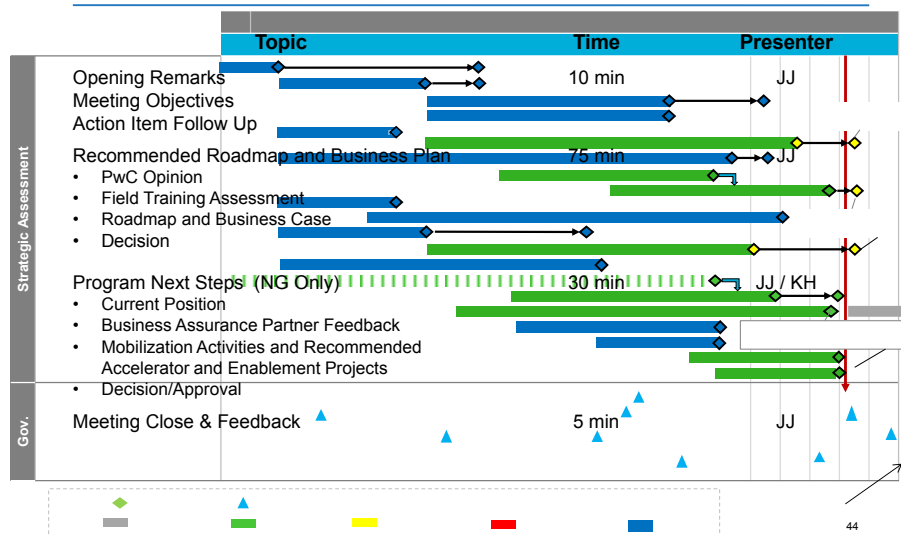 Topic Time Presenter
Opening Remarks 10 min JJ
Meeting Objectives
Action Item Follow Up
Recommended Roadmap and Business Plan 75 min JJ
• PwC Opinion
• Field Training Assessment
• Roadmap and Business Case
• Decision
Program Next Steps (NG Only) 30 min JJ / KH
• Current Position
• Business Assurance Partner Feedback
• Mobilization Activities and Recommended
Accelerator and Enablement Projects
• Decision/Approval
Meeting Close & Feedback 5 min JJ
Strategic Assessment
Gov.
44